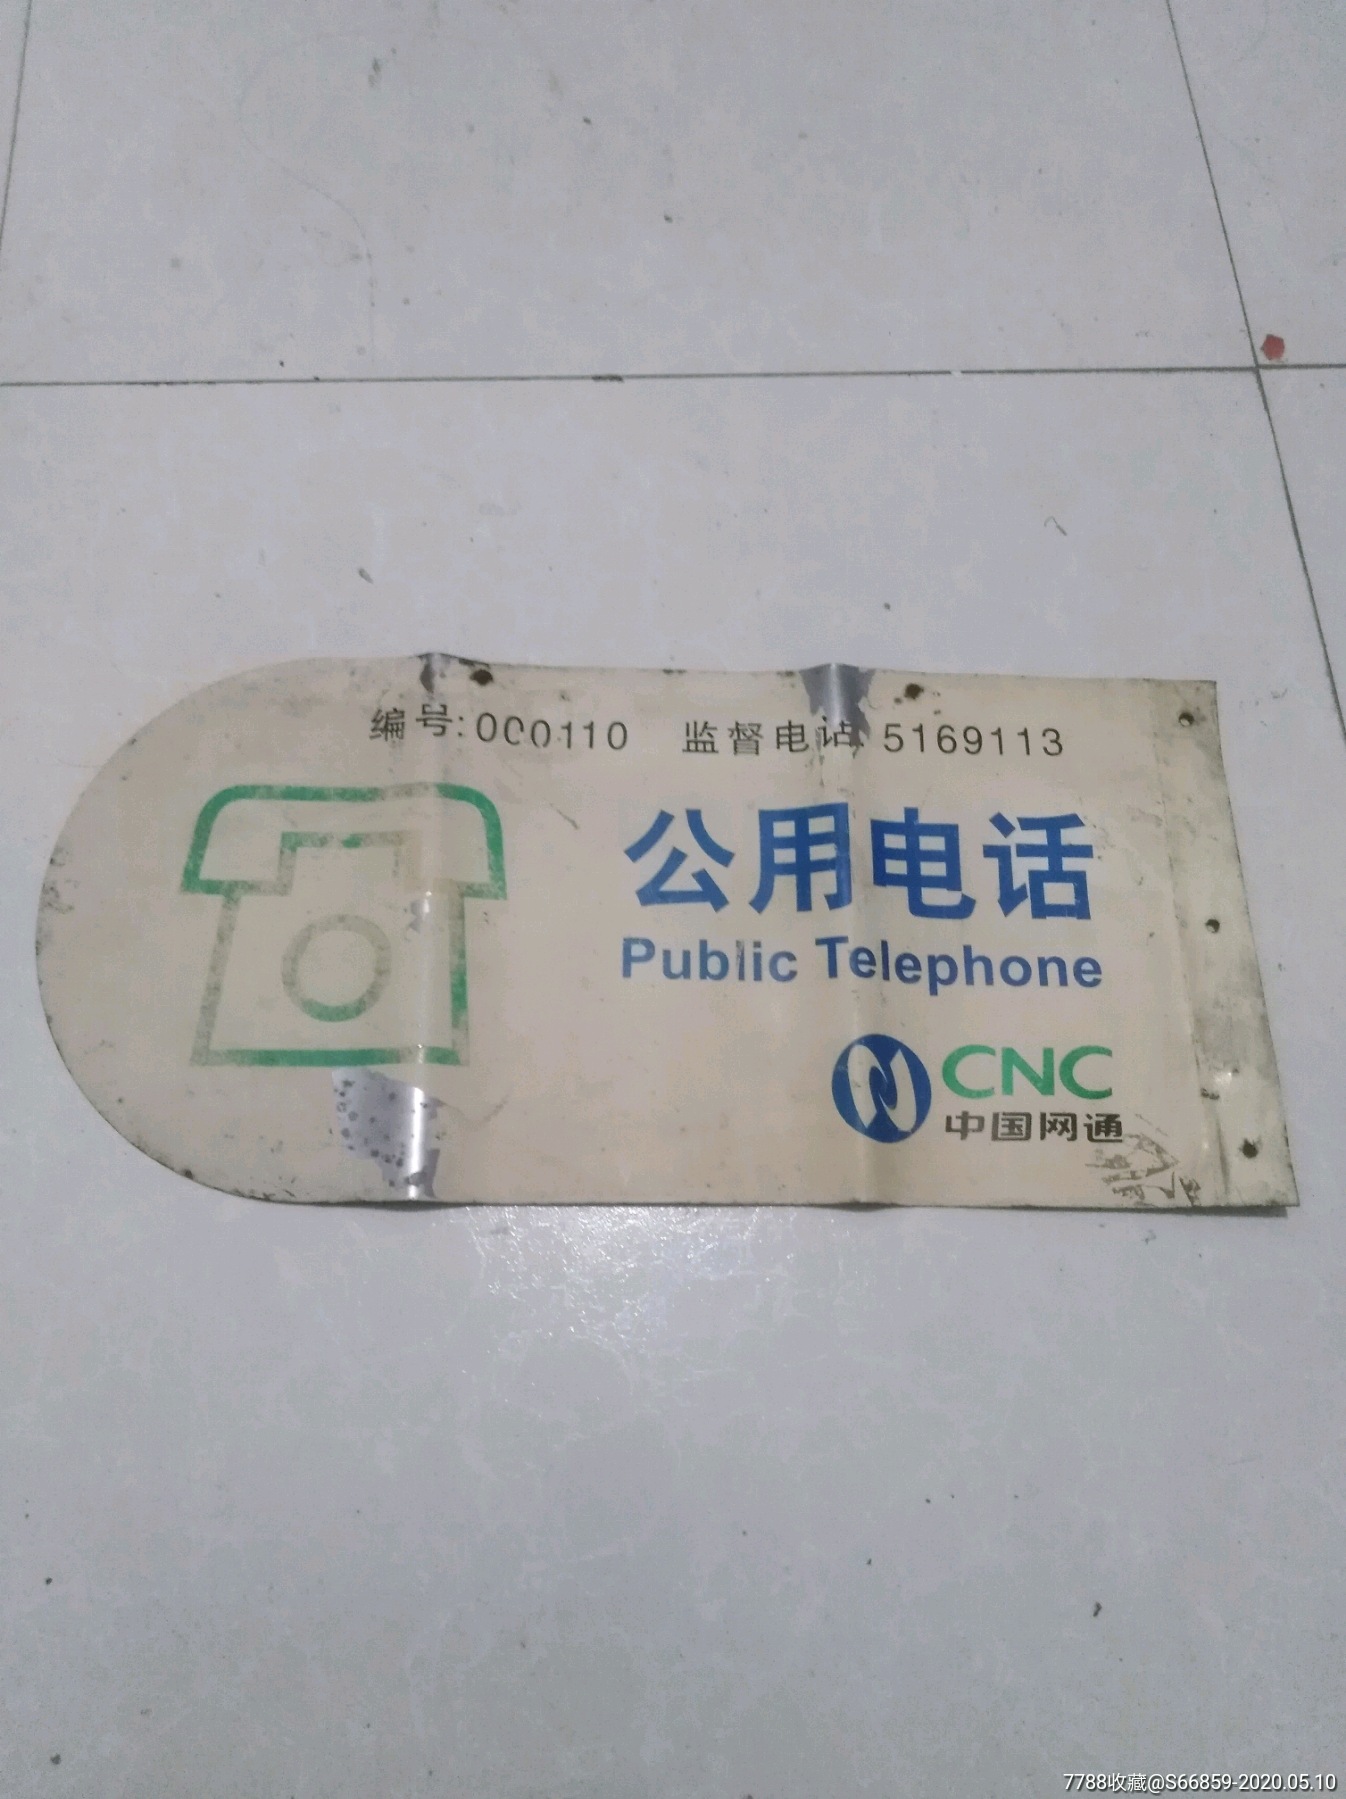 编号:000110 监督电话: 5169113
公用电话
Public Telephone
CNC
中国网通
7788收藏@S66859-2020.05.10